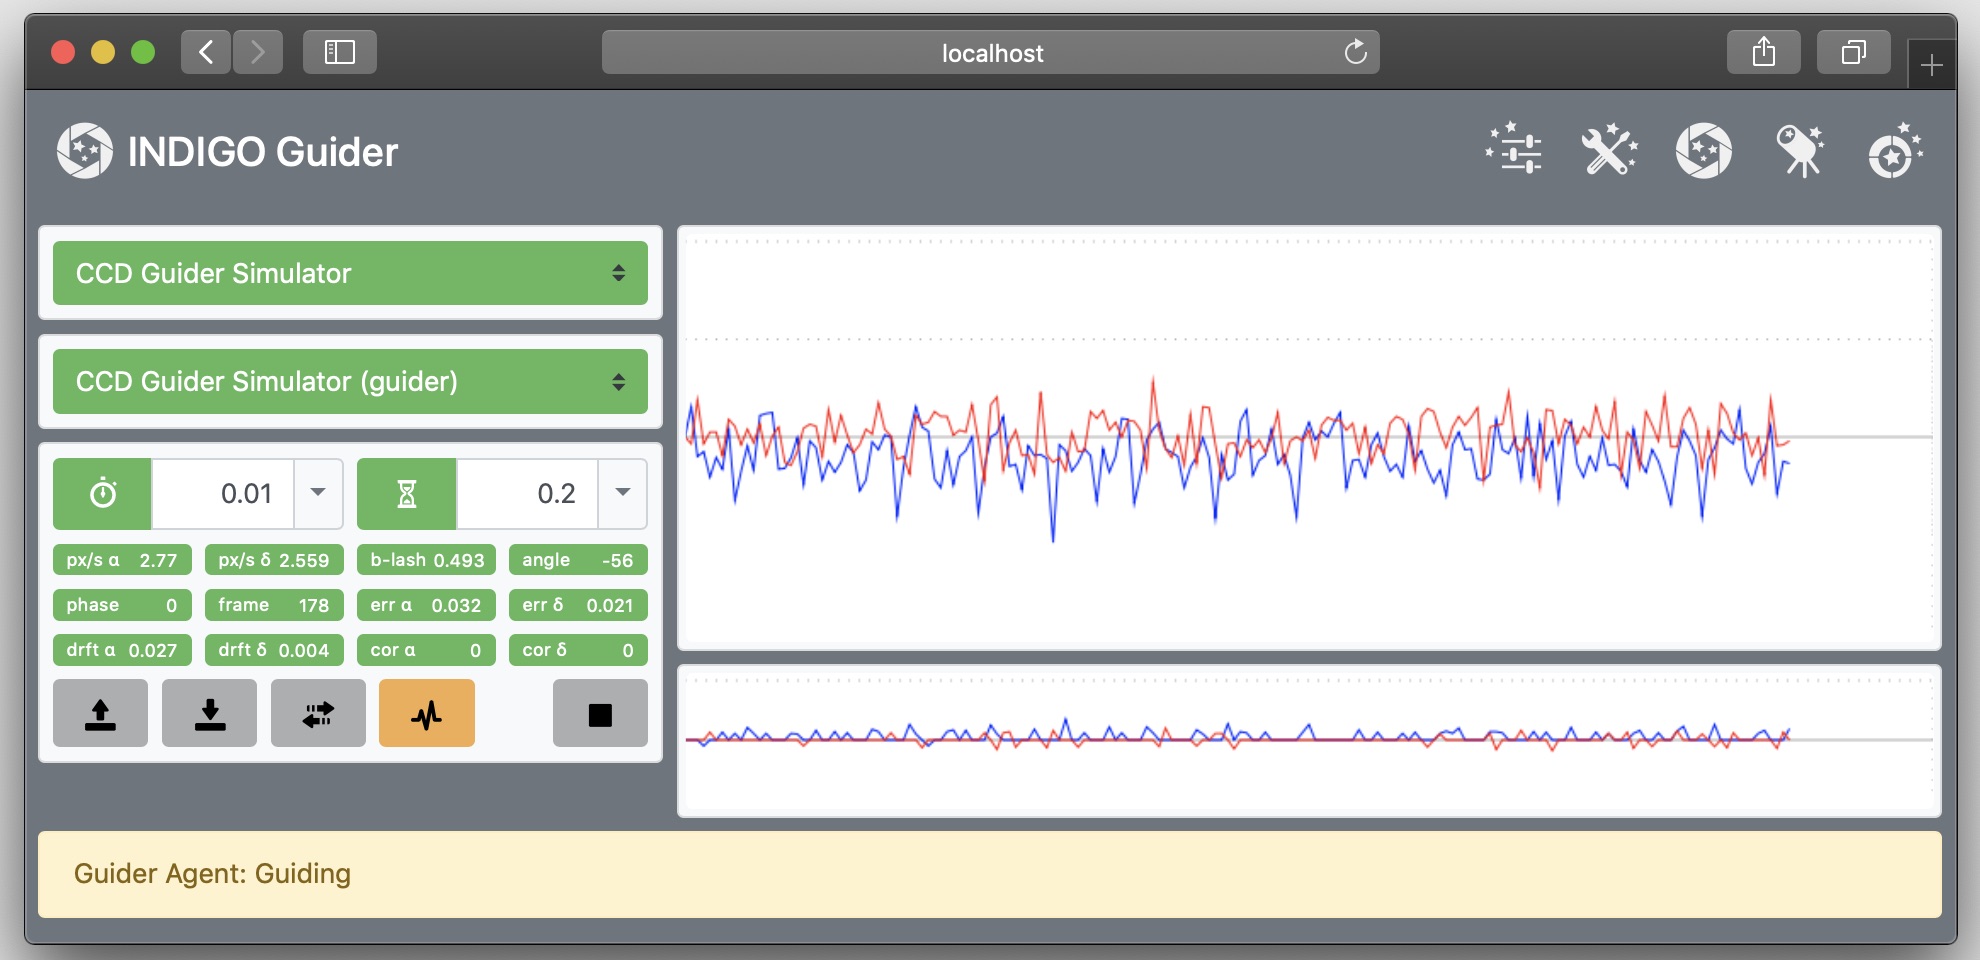 localhost
INDIGO Guider
CCD Guider Simulator
CCD Guider Simulator (guider)
0.01 0.2
px/s α 2.77 px/s δ 2.559 b-lash 0.493 angle -56
phase 0 frame 178 err α 0.032 err δ 0.021
drft α 0.027 drft δ 0.004 cor α 0 cor δ 0
Guider Agent: Guiding